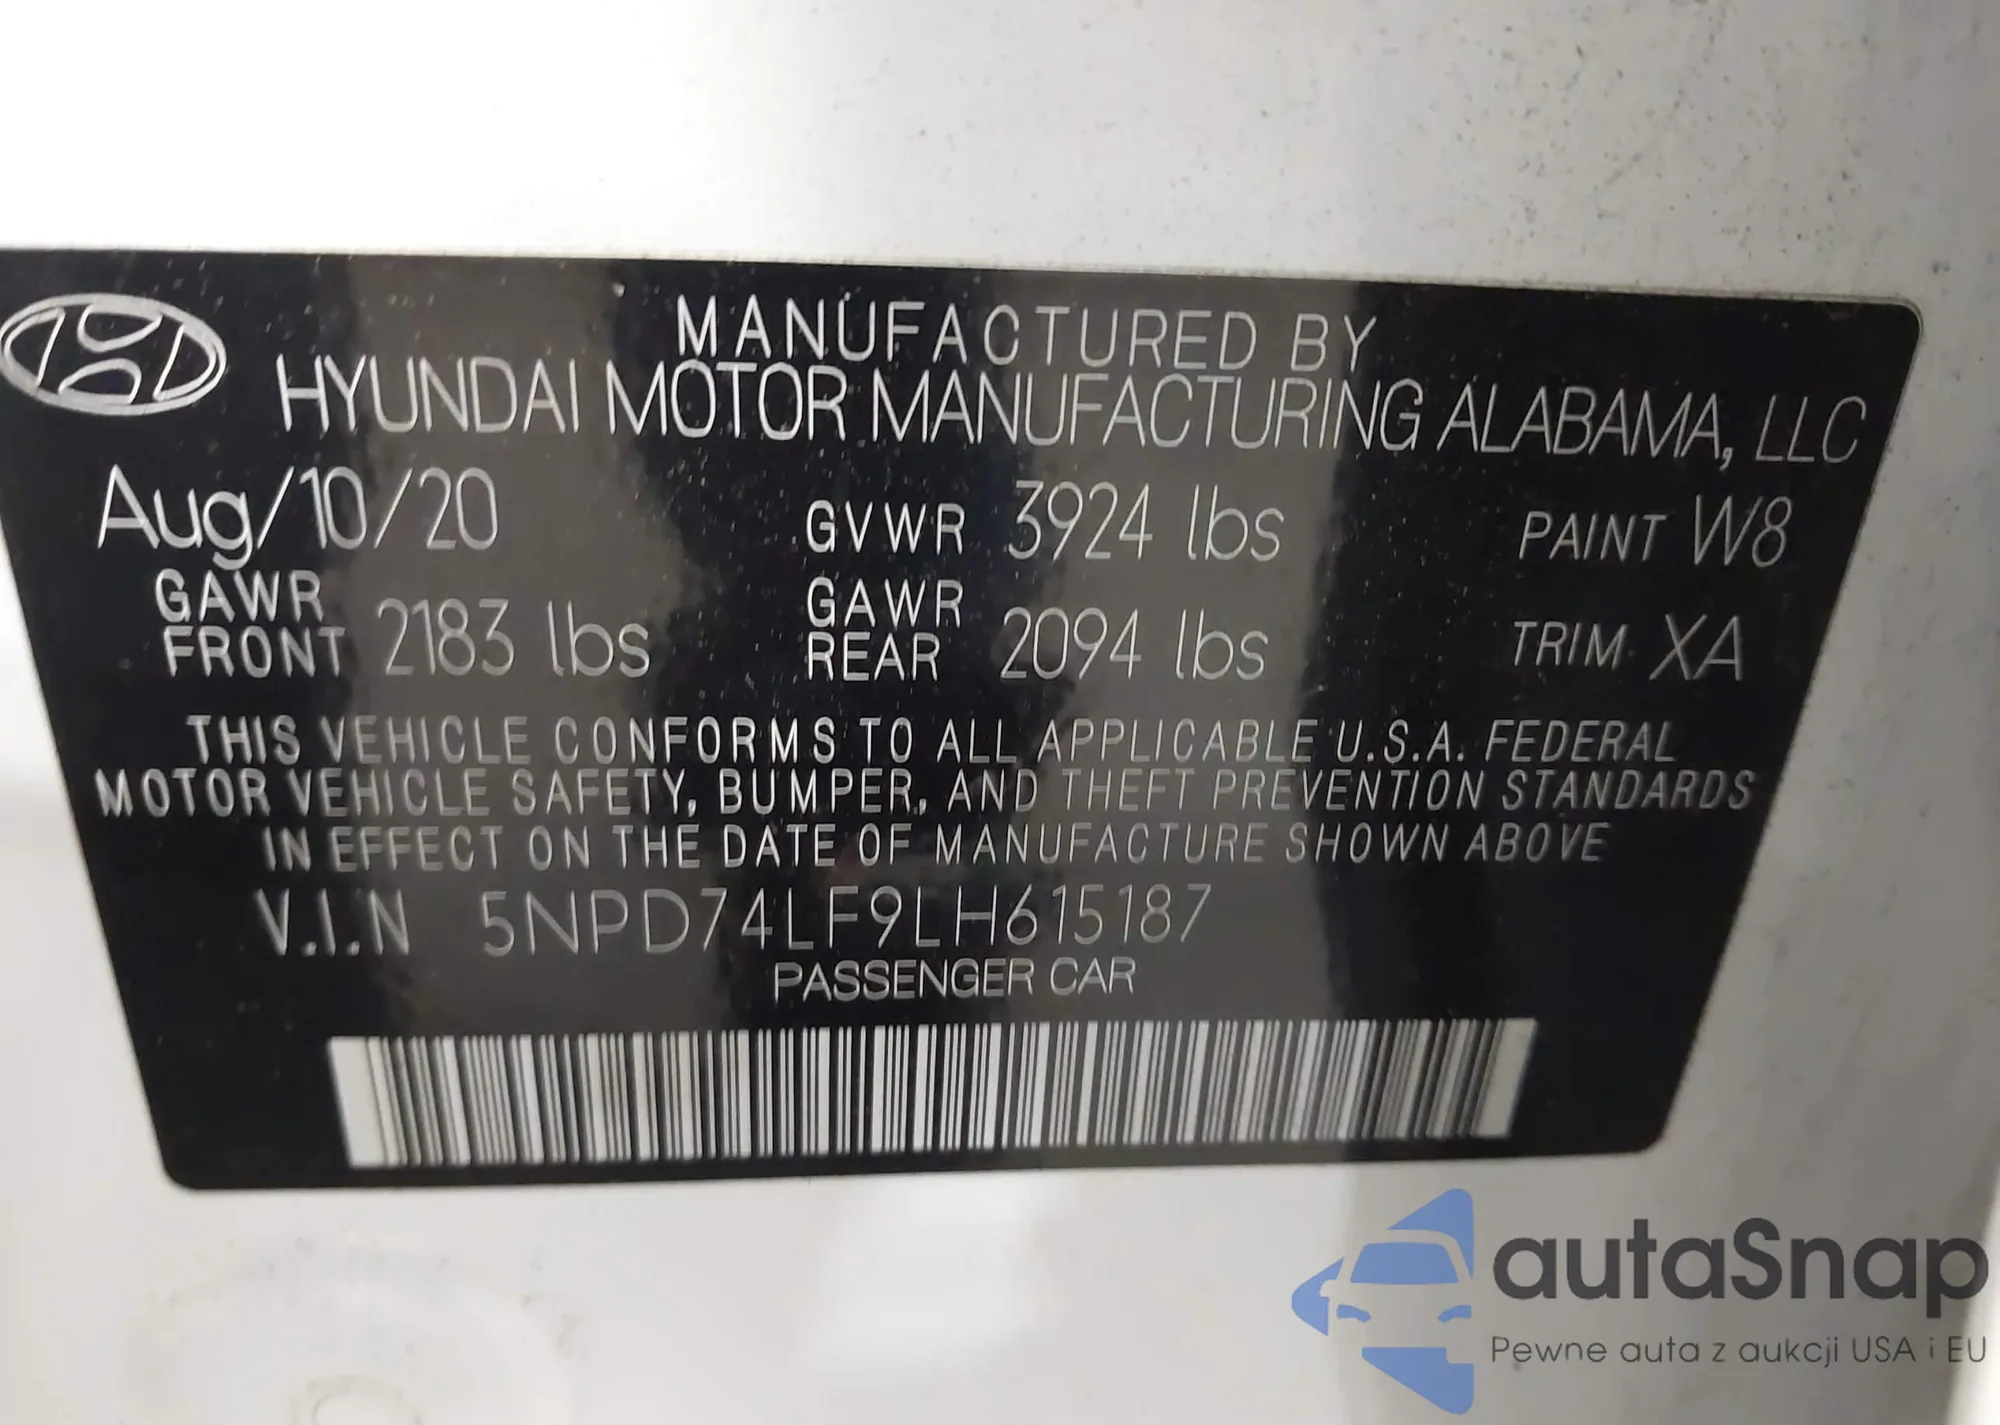 MANUFACTURED BY
HYUNDAI MOTOR MANUFACTURING ALABAMA, LLC
Aug/10/20 GVWR 3924 lbs PAINT W8
GAWR FRONT 2183 lbs GAWR REAR 2094 lbs TRIM XA
THIS VEHICLE CONFORMS TO ALL APPLICABLE U.S.A. FEDERAL
MOTOR VEHICLE SAFETY, BUMPER, AND THEFT PREVENTION STANDARDS
IN EFFECT ON THE DATE OF MANUFACTURE SHOWN ABOVE
V.I.N 5NPD74LF9LH615187
PASSENGER CAR
autaSnap
Pewne auta z aukcji USA i EU